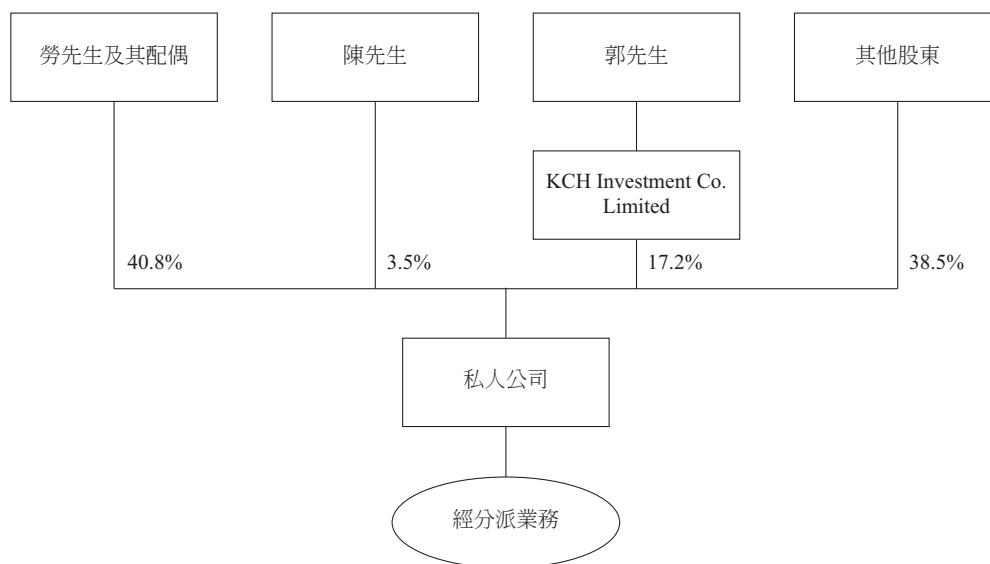 勞先生及其配偶
陳先生
郭先生
其他股東
KCH Investment Co.
Limited
40.8%
3.5%
17.2%
38.5%
私人公司
經分派業務